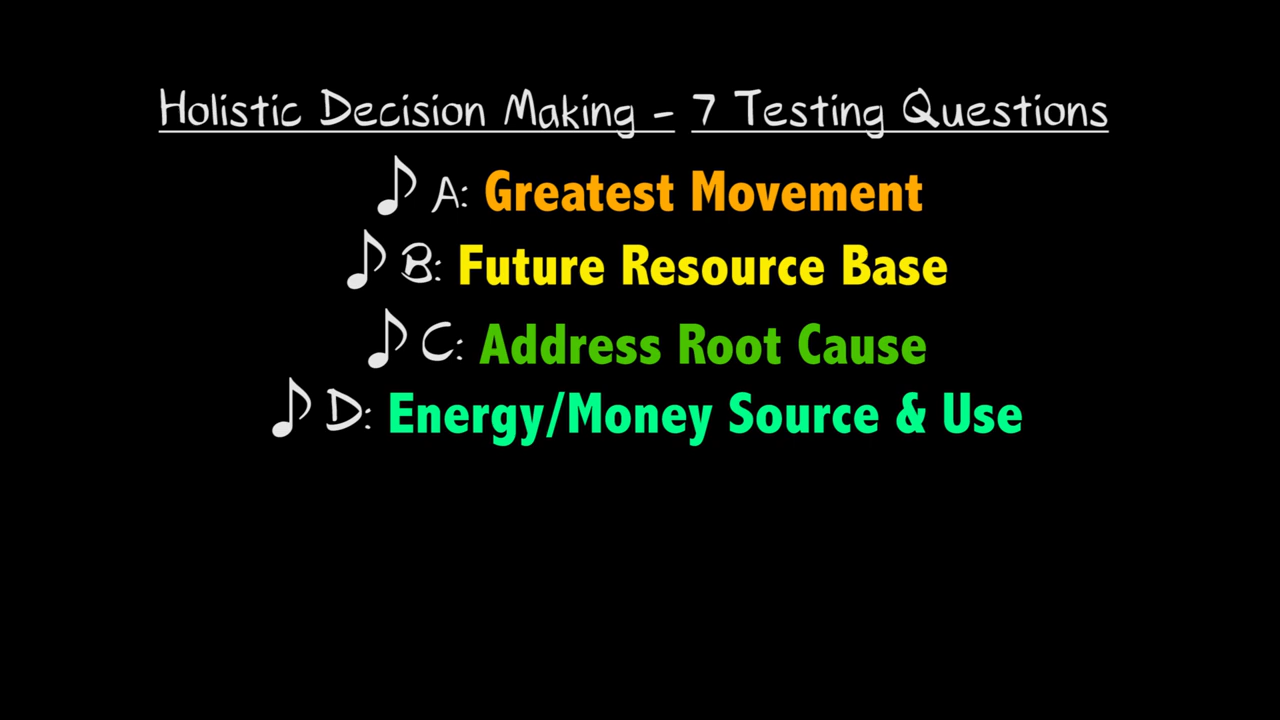 Holistic Decision Making - 7 Testing Questions
♪ A: Greatest Movement
♪ B: Future Resource Base
♪ C: Address Root Cause
♪ D: Energy/Money Source & Use